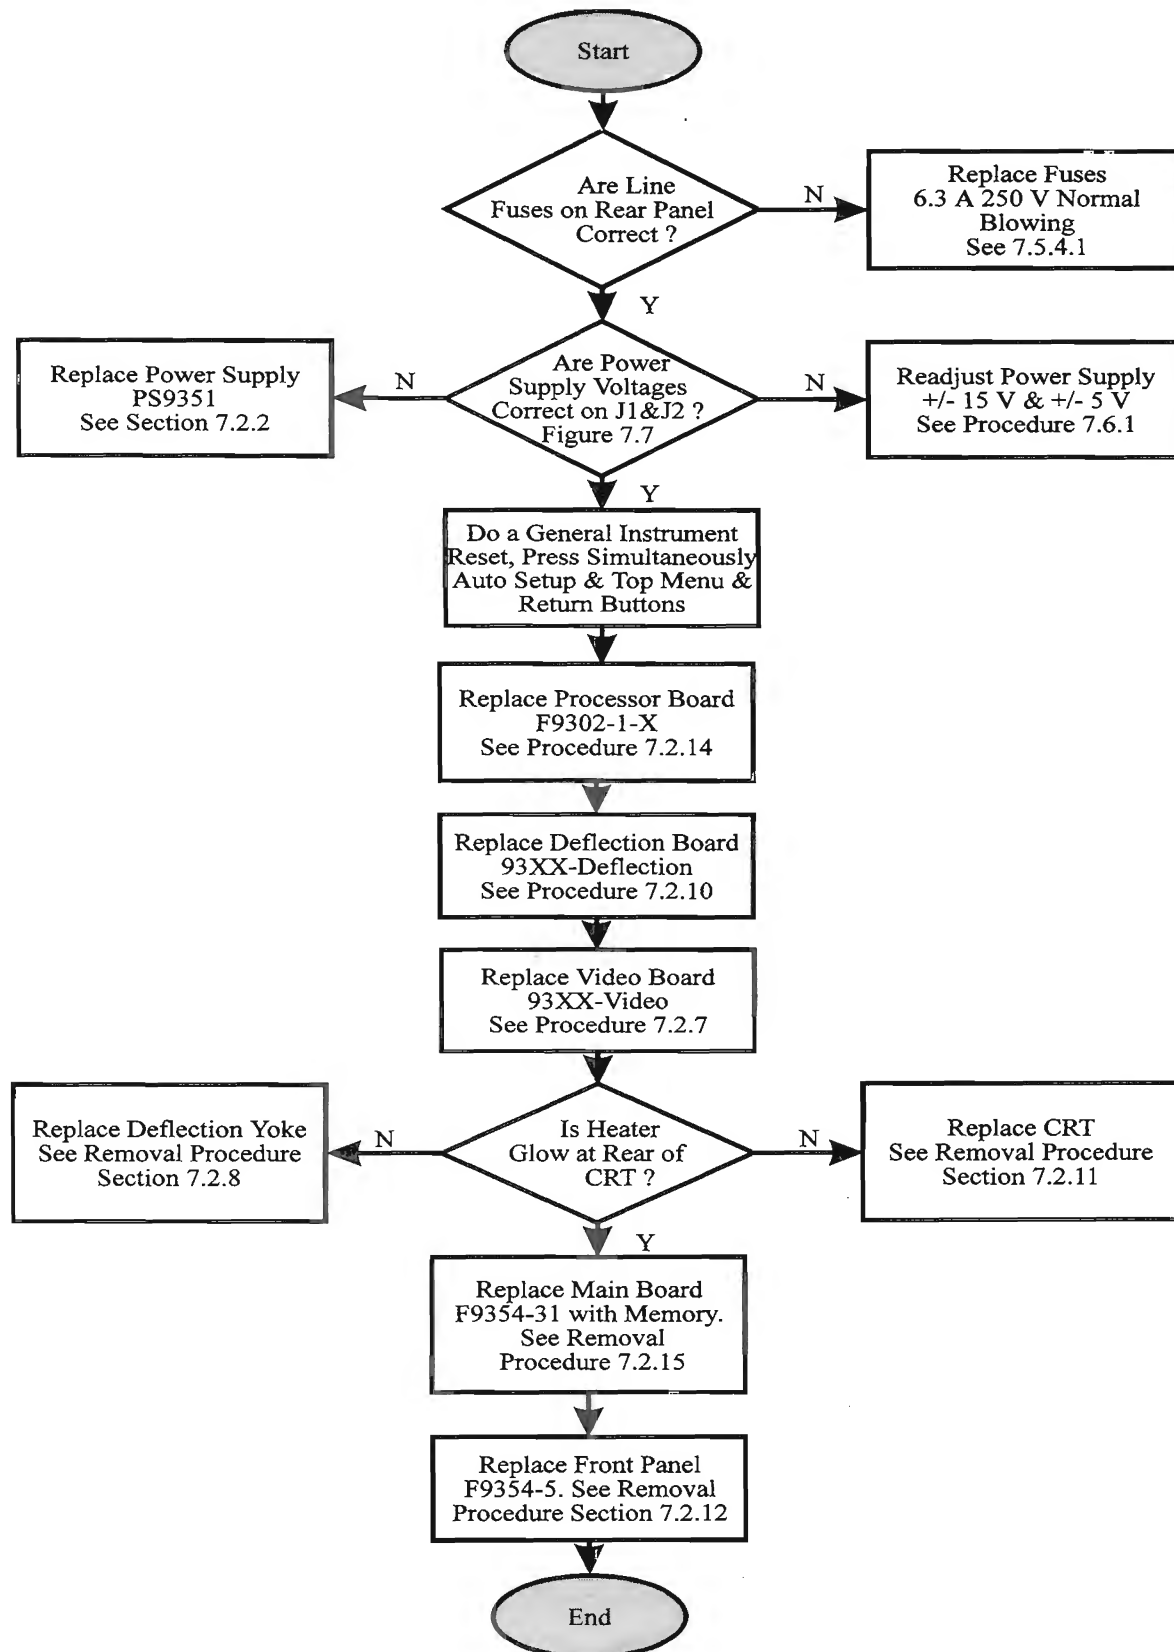 Start
Are Line
Fuses on Rear Panel
Correct ?
N
Replace Fuses
6.3 A 250 V Normal
Blowing
See 7.5.4.1
Y
Replace Power Supply
PS9351
See Section 7.2.2
N
Are Power
Supply Voltages
Correct on J1&J2 ?
Figure 7.7
N
Readjust Power Supply
+/- 15 V & +/- 5 V
See Procedure 7.6.1
Y
Do a General Instrument
Reset, Press Simultaneously
Auto Setup & Top Menu &
Return Buttons
Replace Processor Board
F9302-1-X
See Procedure 7.2.14
Replace Deflection Board
93XX-Deflection
See Procedure 7.2.10
Replace Video Board
93XX-Video
See Procedure 7.2.7
Replace Deflection Yoke
See Removal Procedure
Section 7.2.8
N
Is Heater
Glow at Rear of
CRT ?
N
Replace CRT
See Removal Procedure
Section 7.2.11
Y
Replace Main Board
F9354-31 with Memory.
See Removal
Procedure 7.2.15
Replace Front Panel
F9354-5. See Removal
Procedure Section 7.2.12
End